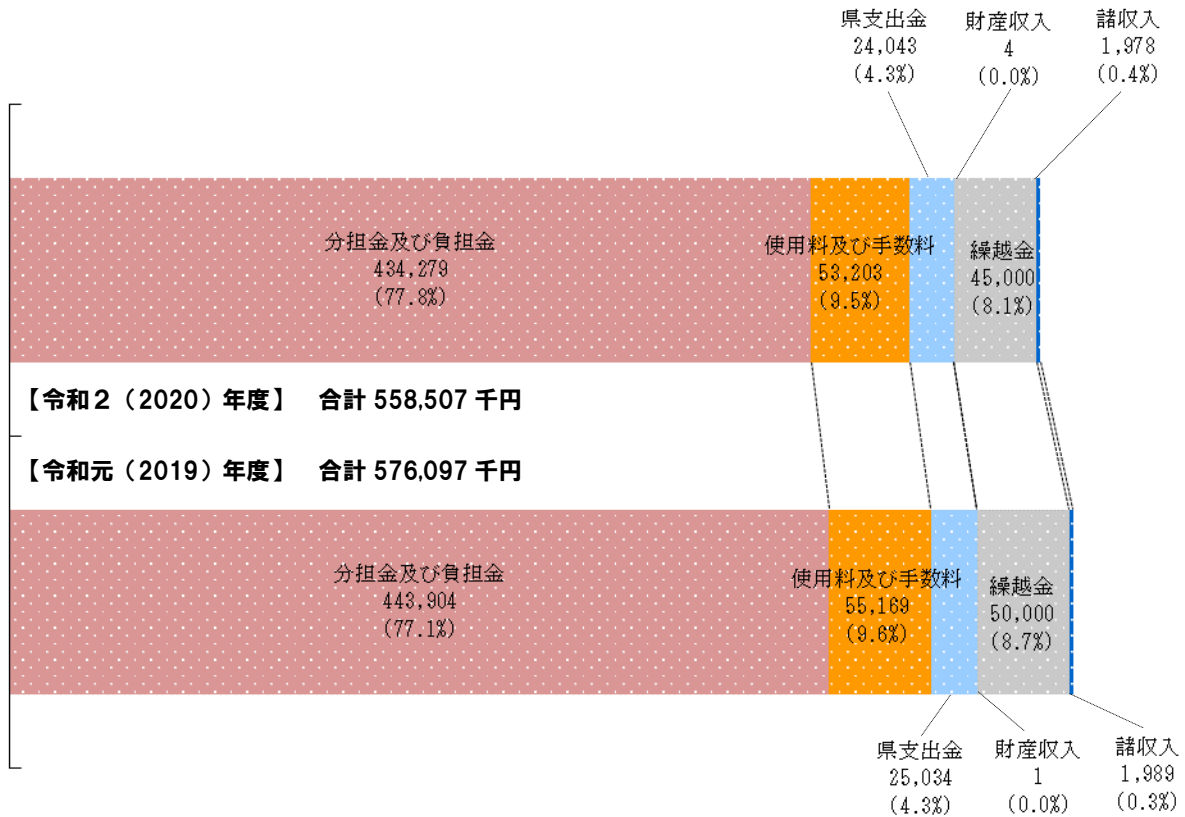 県支出金
24,043
(4.3%)
財産収入
4
(0.0%)
諸収入
1,978
(0.4%)
分担金及び負担金
434,279
(77.8%)
使用料及び手数料
53,203
(9.5%)
繰越金
45,000
(8.1%)
【令和２（2020）年度】　合計 558,507 千円
【令和元（2019）年度】　合計 576,097 千円
分担金及び負担金
443,904
(77.1%)
使用料及び手数料
55,169
(9.6%)
繰越金
50,000
(8.7%)
県支出金
25,034
(4.3%)
財産収入
1
(0.0%)
諸収入
1,989
(0.3%)